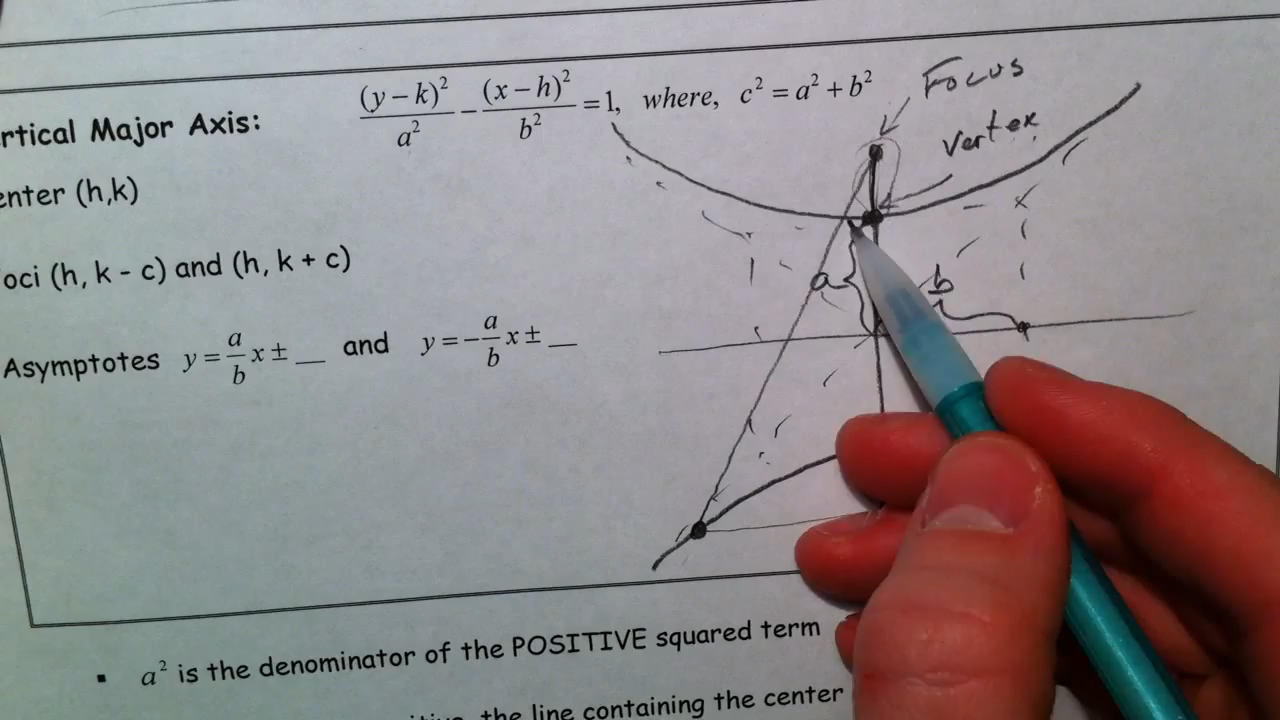 rtical Major Axis: (y-k)²/a² - (x-h)²/b² = 1, where, c² = a² + b²
Focus
vertex
enter (h,k)
oci (h, k - c) and (h, k + c)
a
b
Asymptotes y = a/b x ± __ and y = - a/b x ± __
▪ a² is the denominator of the POSITIVE squared term
the line containing the center